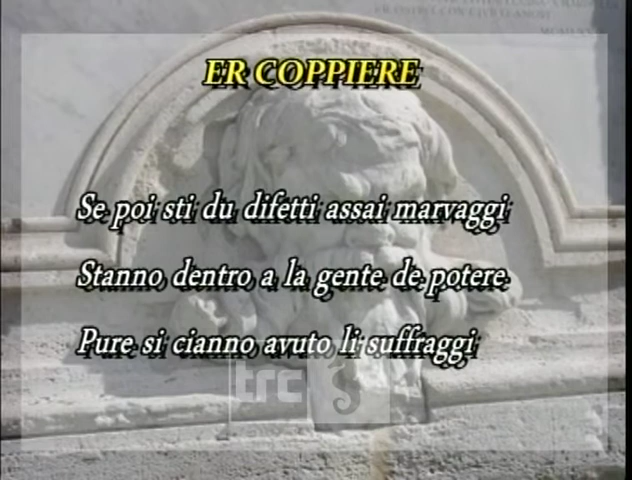 ER COPPIERE
Se poi sti du difetti assai marvaggi
Stanno dentro a la gente de potere
Pure si cianno avuto li suffraggi
trc